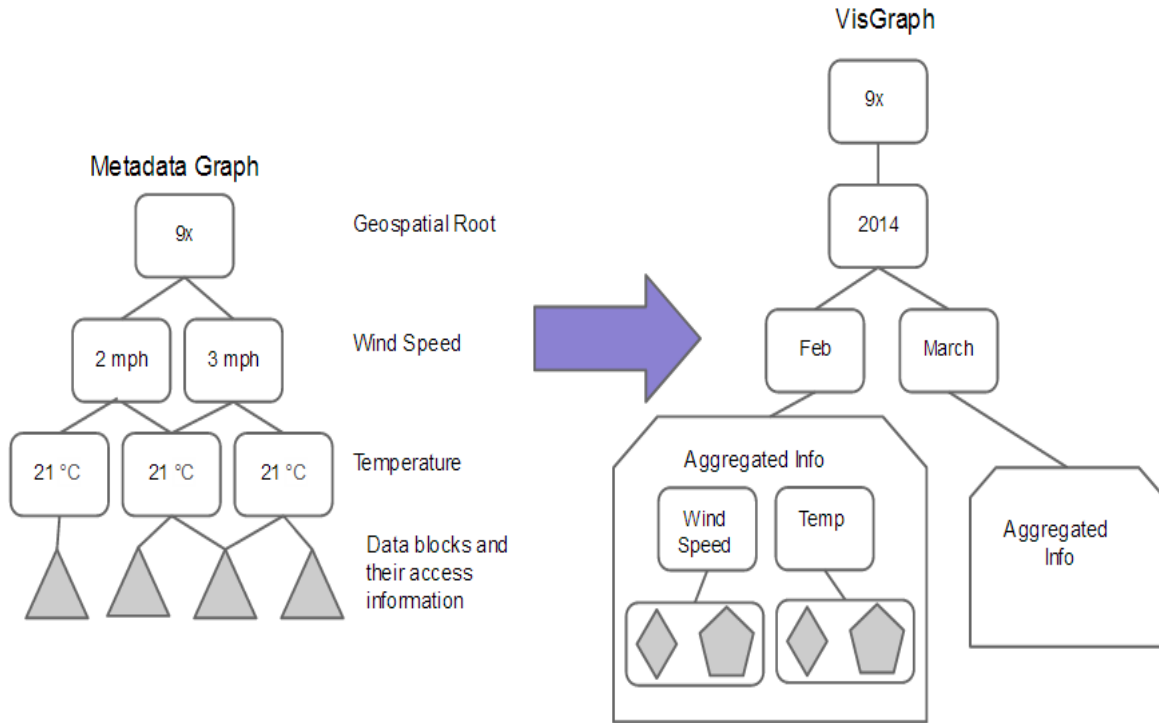 Metadata Graph
9x
Geospatial Root
2 mph
3 mph
Wind Speed
21 °C
21 °C
21 °C
Temperature
Data blocks and
their access
information
VisGraph
9x
2014
Feb
March
Aggregated Info
Wind
Speed
Temp
Aggregated
Info